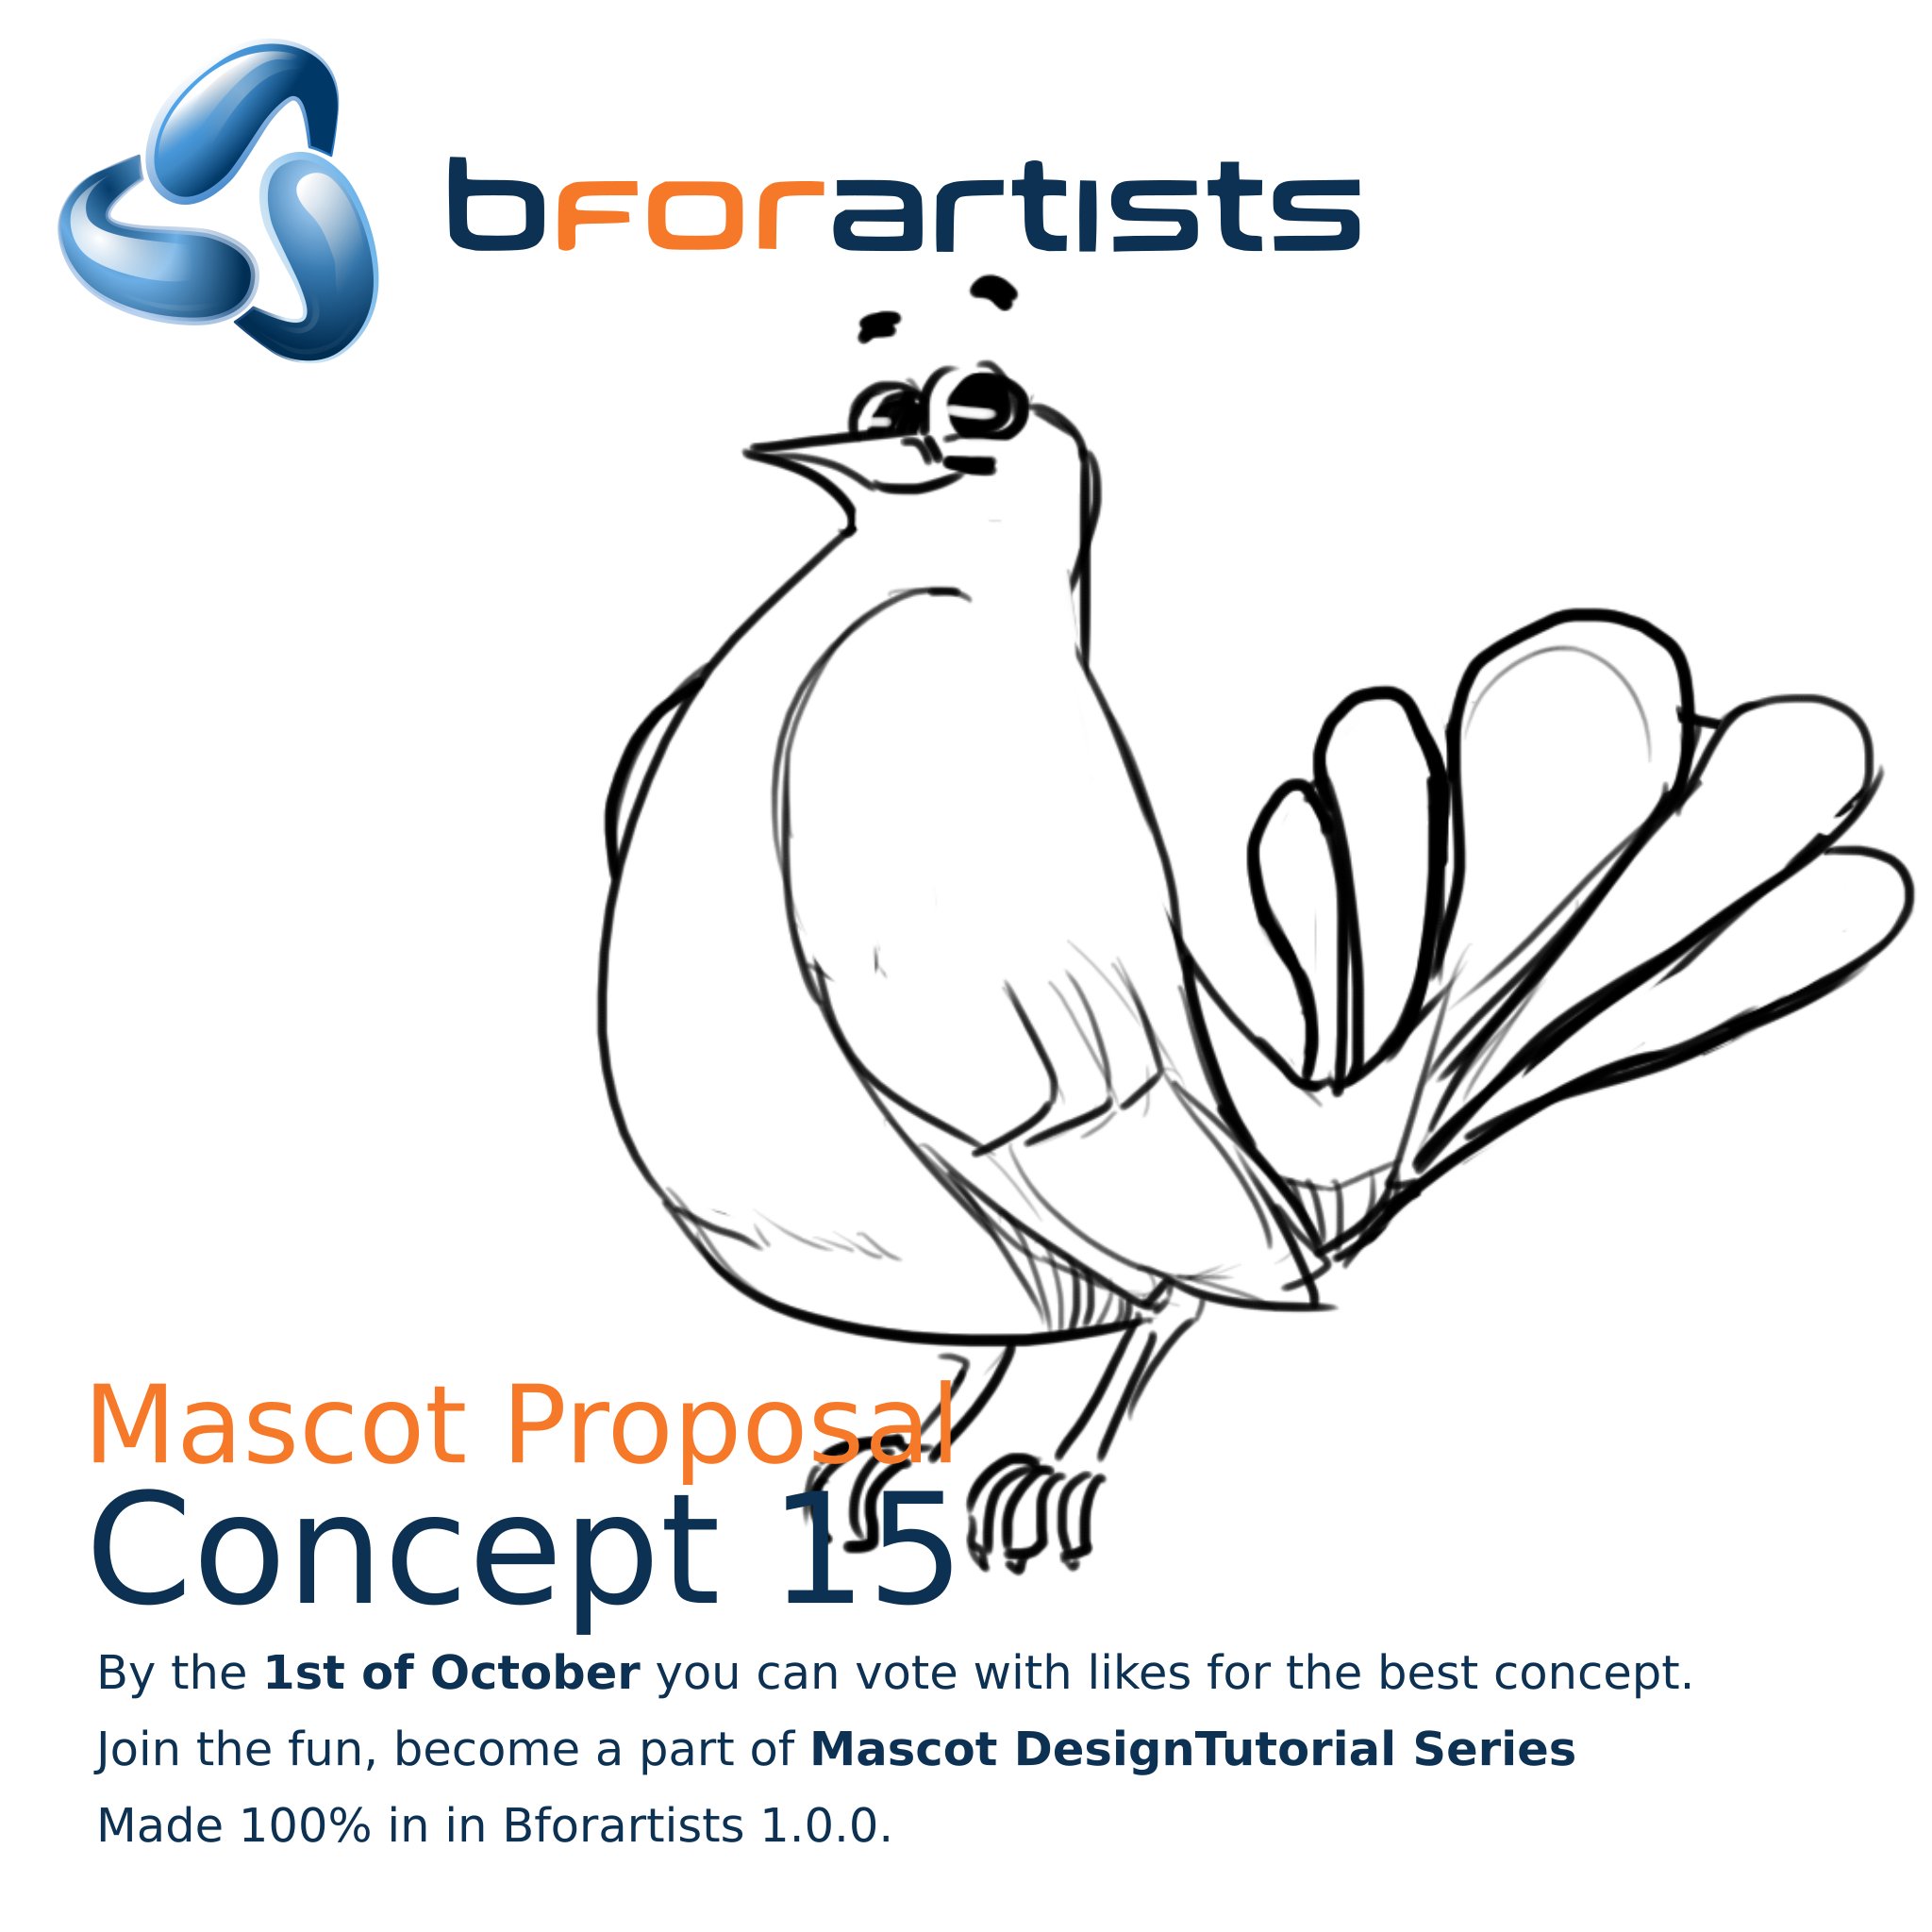 bforartists
Mascot Proposal
Concept 15
By the 1st of October you can vote with likes for the best concept.
Join the fun, become a part of Mascot DesignTutorial Series
Made 100% in in Bforartists 1.0.0.